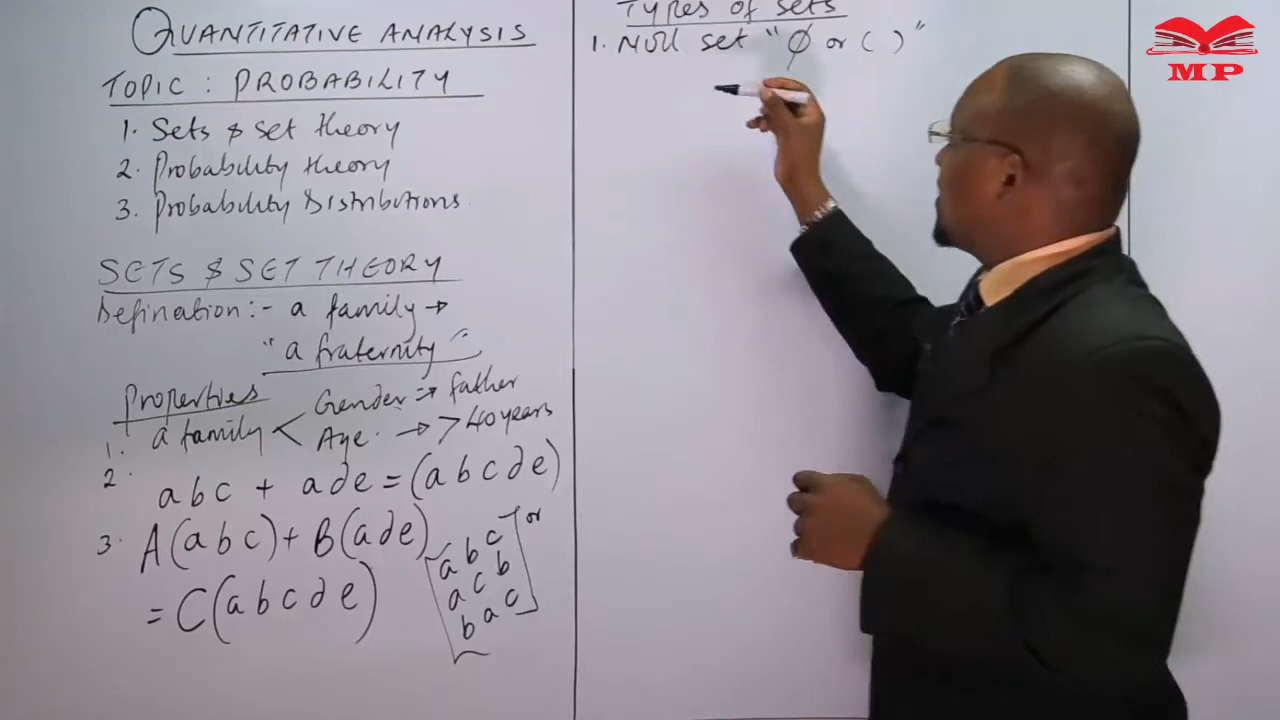 QUANTITATIVE ANALYSIS
TOPIC : PROBABILITY
1. Sets & set theory
2. Probability theory
3. Probability Distributions.
SETS & SET THEORY
Defination :- a family →
"a fraternity"
Properties
1. a family < Gender ⇒ father
Age. → > 40 years
2. a b c + a d e = (a b c d e)
3. A(a b c) + B(a d e)
= C(a b c d e)
or
a b c
a c b
b a c
Types of sets
1. Null set "∅ or ( )"
MP